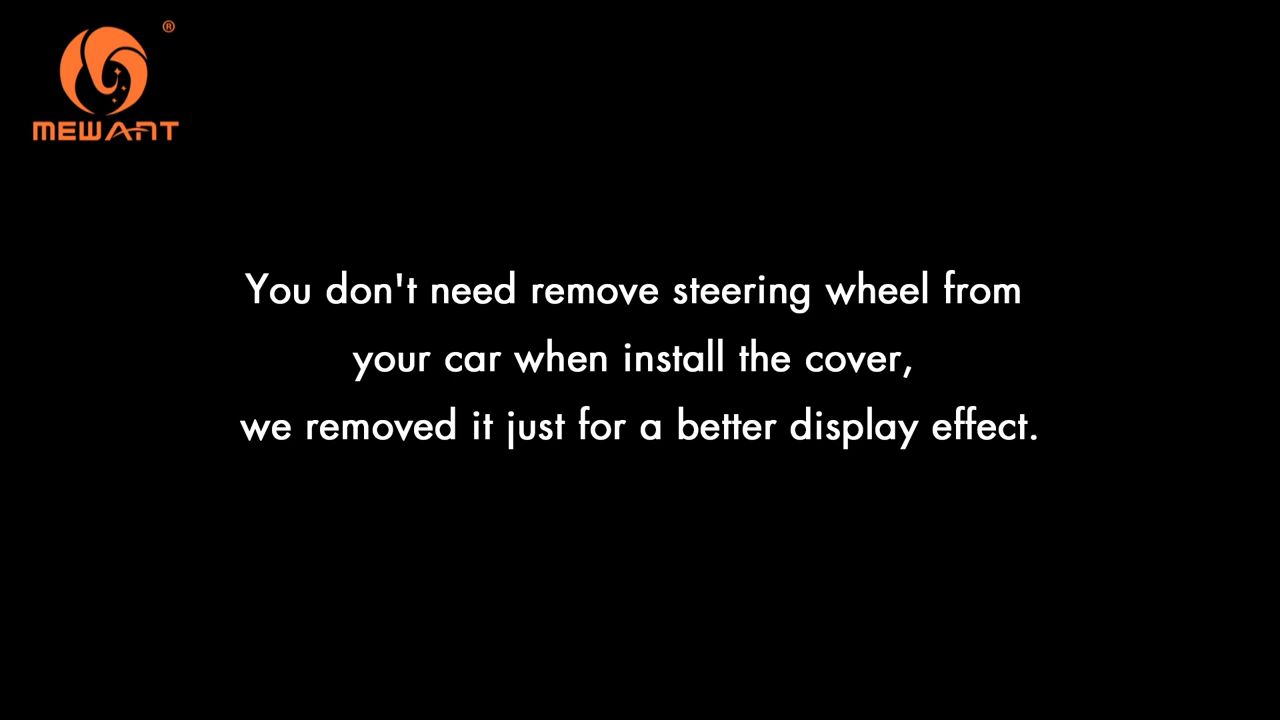 ®
MEWANT
You don't need remove steering wheel from
your car when install the cover,
we removed it just for a better display effect.